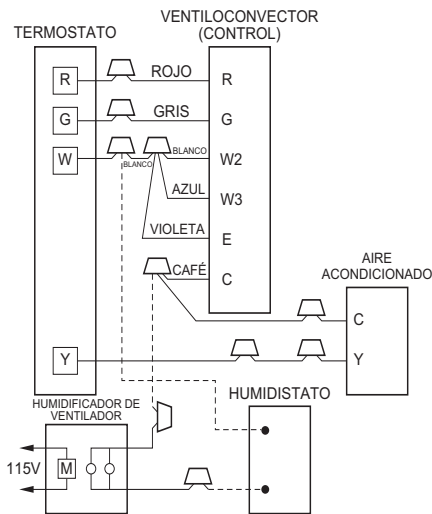 VENTILOCONVECTOR
(CONTROL)
TERMOSTATO
R ROJO R
G GRIS G
W BLANCO BLANCO W2
AZUL W3
VIOLETA E
CAFÉ C
AIRE
ACONDICIONADO
C
Y Y
HUMIDIFICADOR DE
VENTILADOR
HUMIDISTATO
115V M